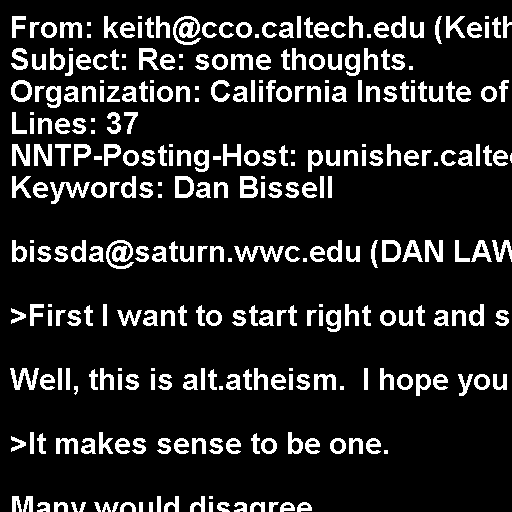 From: keith@cco.caltech.edu (Keith
Subject: Re: some thoughts.
Organization: California Institute of
Lines: 37
NNTP-Posting-Host: punisher.calte
Keywords: Dan Bissell
bissda@saturn.wwc.edu (DAN LAW
>First I want to start right out and s
Well, this is alt.atheism.  I hope you
>It makes sense to be one.
Many would disagree